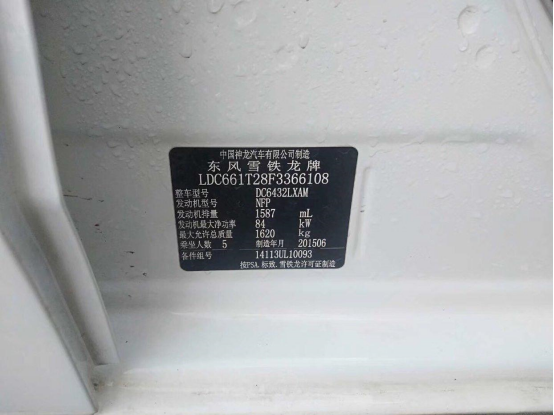 中国神龙汽车有限公司制造
东风雪铁龙牌
LDC661T28F3366108
整车型号 DC6432LXAM
发动机型号 NFP
发动机排量 1587 mL
发动机最大净功率 84 kW
最大允许总质量 1620 kg
乘坐人数 5 制造年月 201506
备件组号 14113UL10093
按PSA.标致.雪铁龙许可证制造